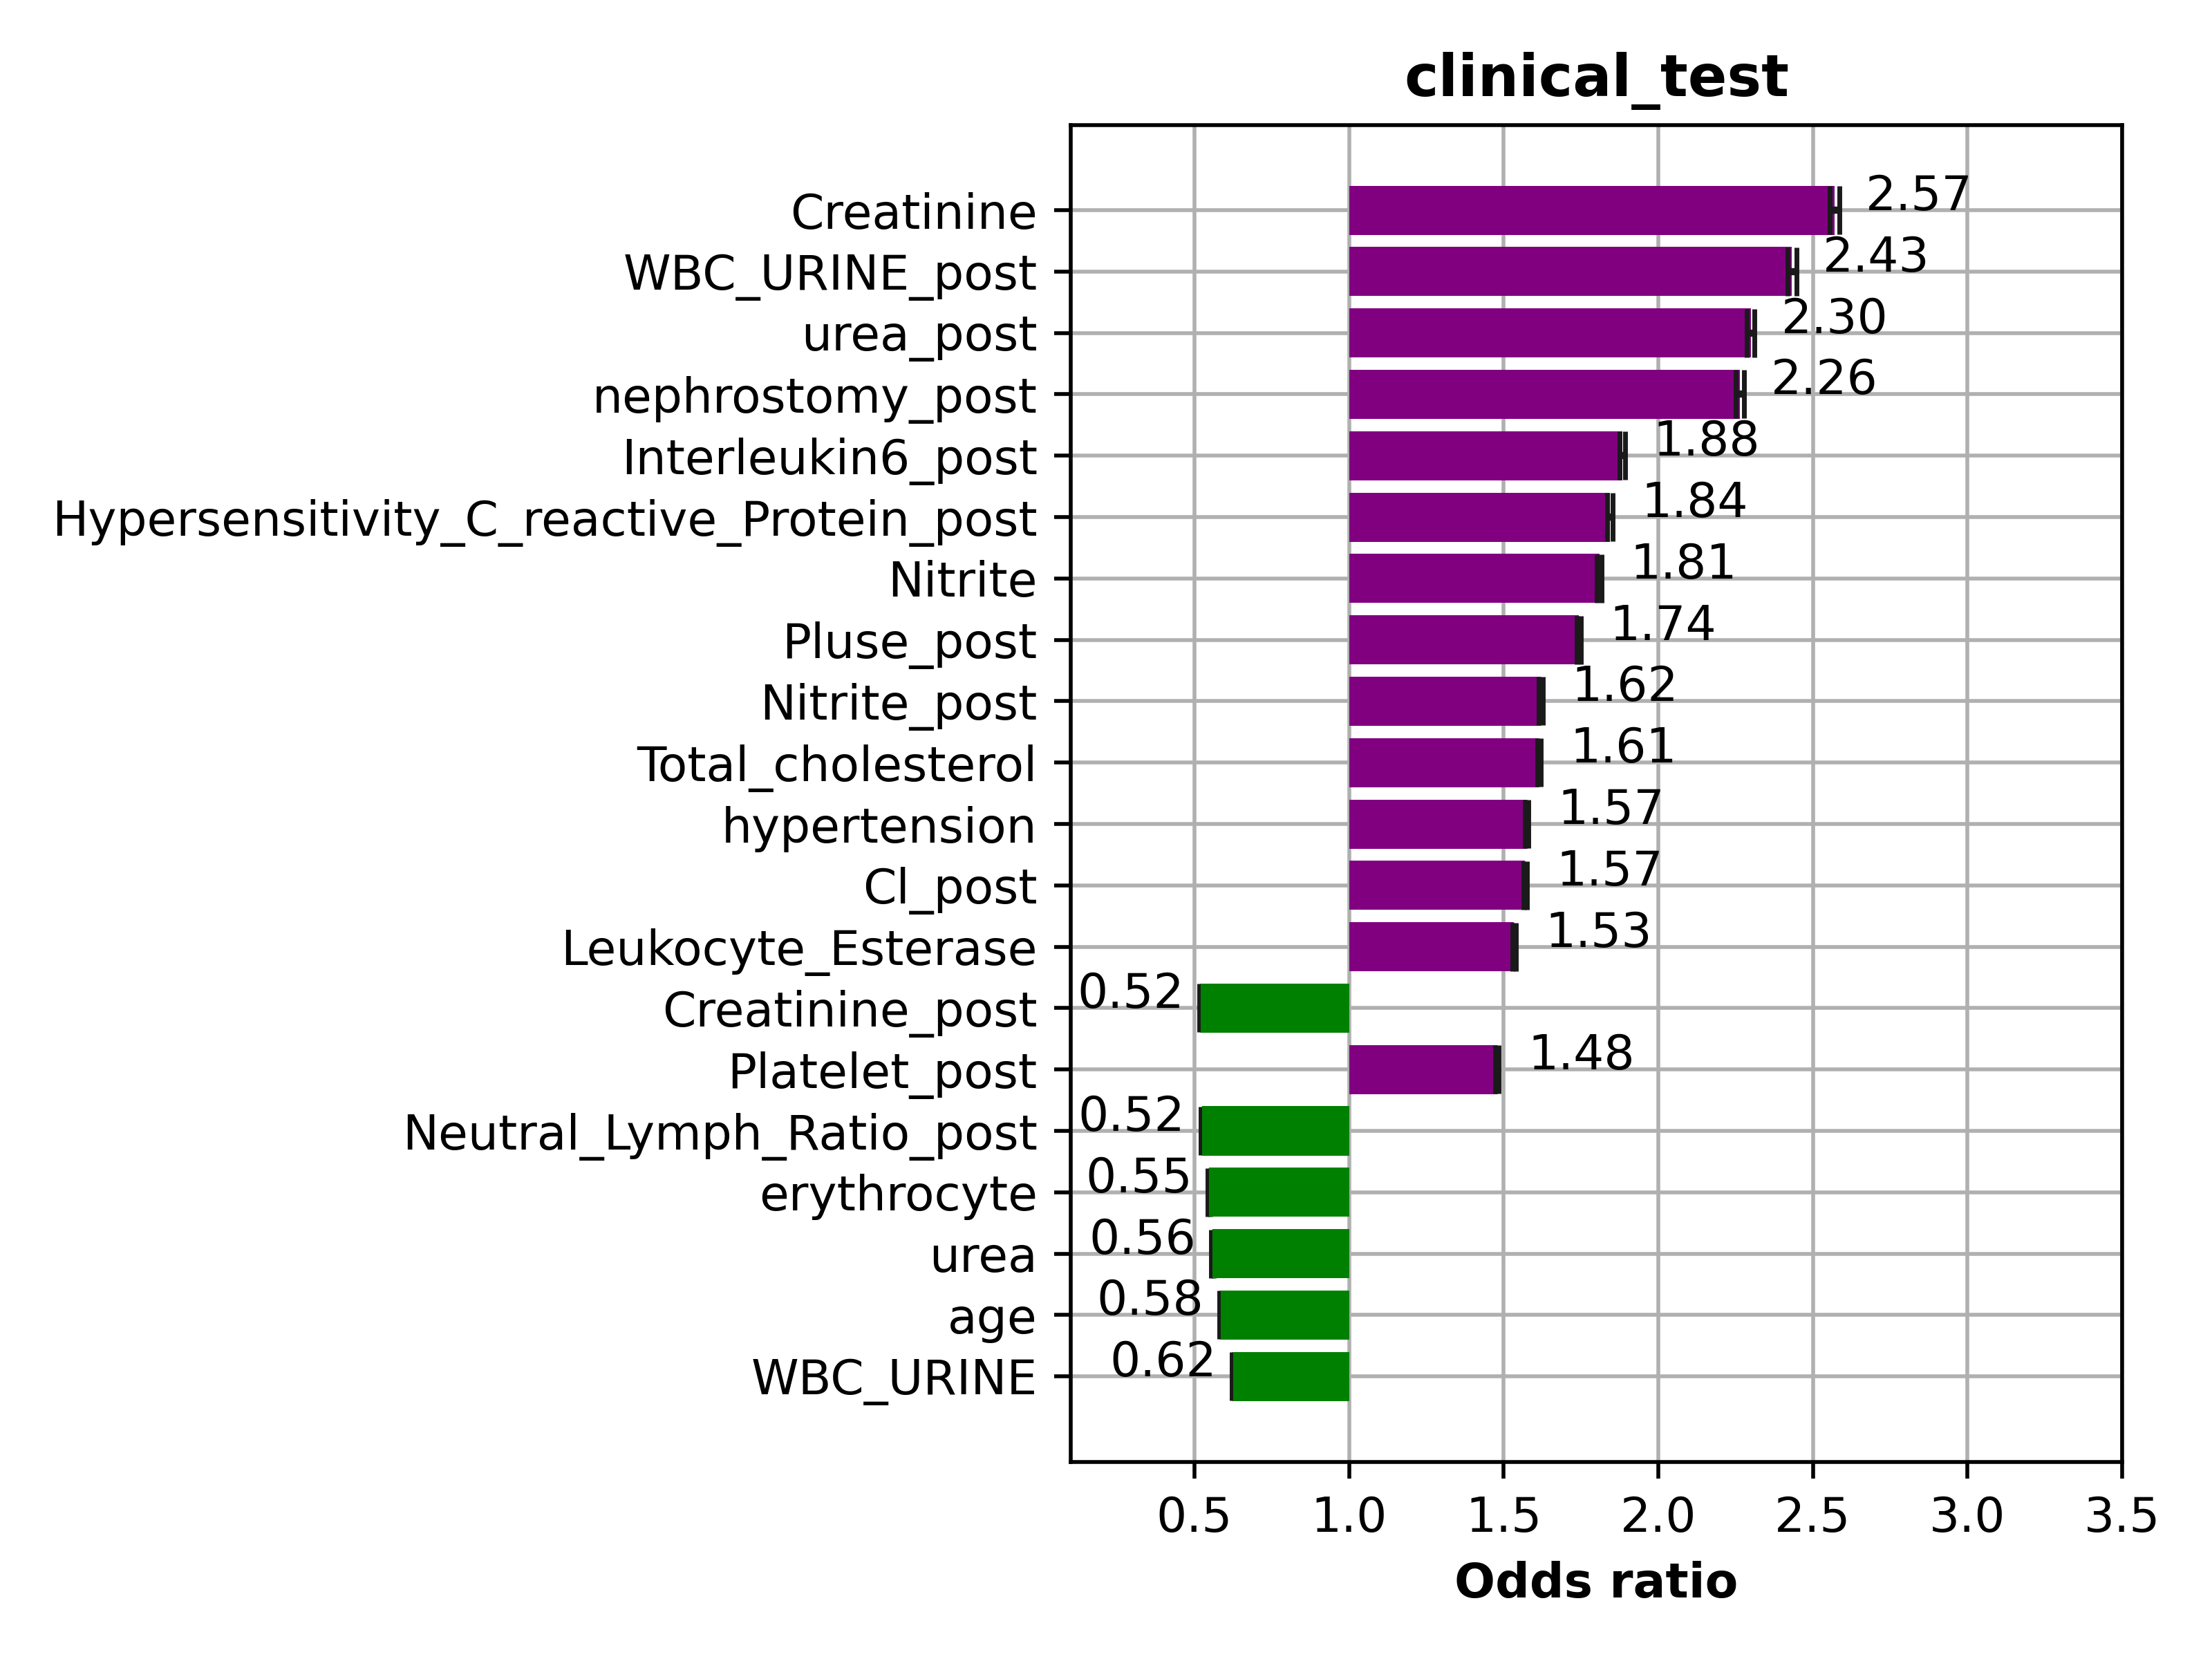 clinical_test
Creatinine 2.57
WBC_URINE_post 2.43
urea_post 2.30
nephrostomy_post 2.26
Interleukin6_post 1.88
Hypersensitivity_C_reactive_Protein_post 1.84
Nitrite 1.81
Pluse_post 1.74
Nitrite_post 1.62
Total_cholesterol 1.61
hypertension 1.57
Cl_post 1.57
Leukocyte_Esterase 1.53
Creatinine_post 0.52
Platelet_post 1.48
Neutral_Lymph_Ratio_post 0.52
erythrocyte 0.55
urea 0.56
age 0.58
WBC_URINE 0.62
0.5 1.0 1.5 2.0 2.5 3.0 3.5
Odds ratio